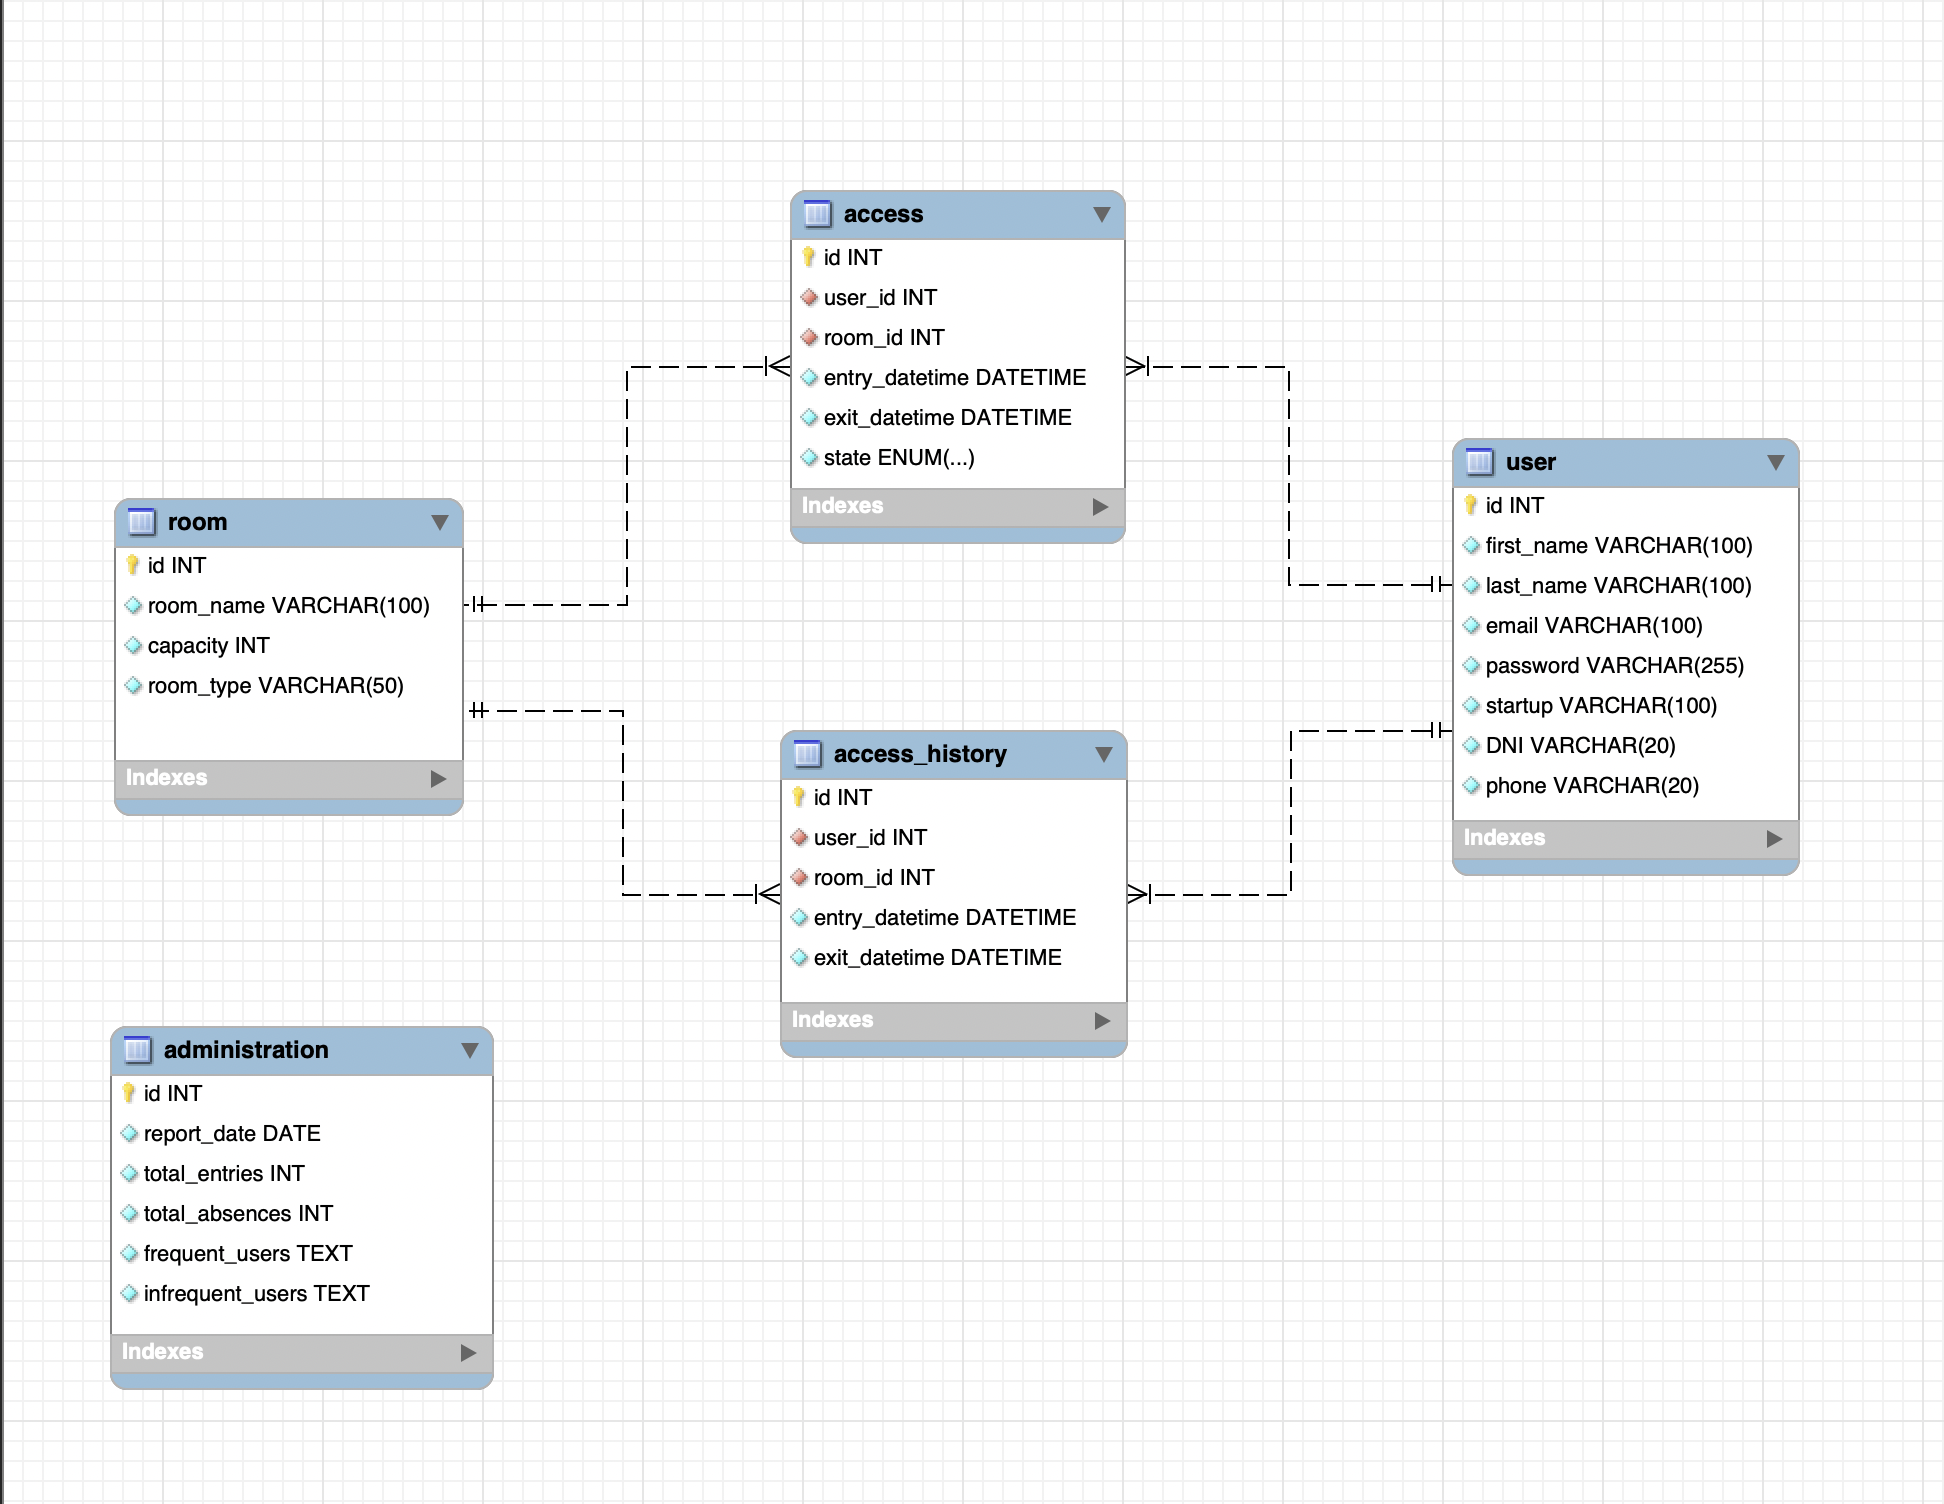 access
id INT
user_id INT
room_id INT
entry_datetime DATETIME
exit_datetime DATETIME
state ENUM(...)
Indexes
room
id INT
room_name VARCHAR(100)
capacity INT
room_type VARCHAR(50)
Indexes
user
id INT
first_name VARCHAR(100)
last_name VARCHAR(100)
email VARCHAR(100)
password VARCHAR(255)
startup VARCHAR(100)
DNI VARCHAR(20)
phone VARCHAR(20)
Indexes
access_history
id INT
user_id INT
room_id INT
entry_datetime DATETIME
exit_datetime DATETIME
Indexes
administration
id INT
report_date DATE
total_entries INT
total_absences INT
frequent_users TEXT
infrequent_users TEXT
Indexes